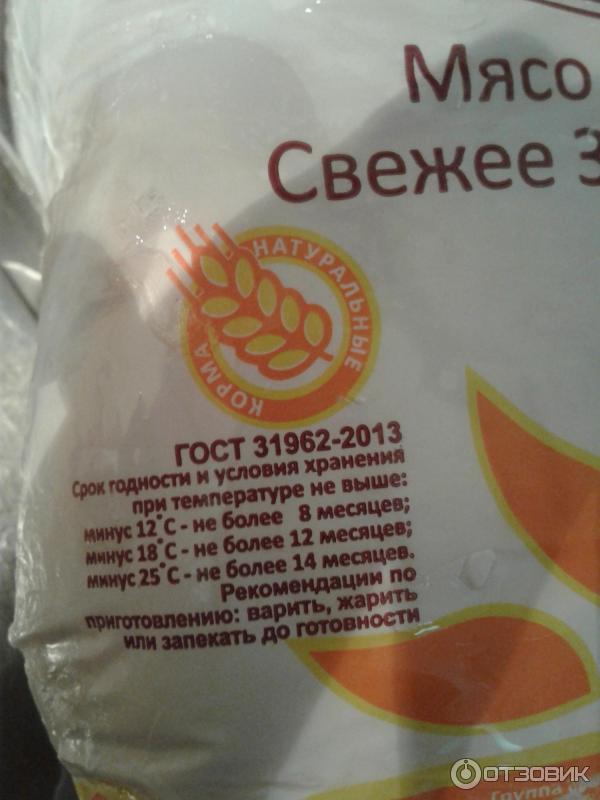 Мясо
Свежее З
НАТУРАЛЬНЫЕ
КОРМА
ГОСТ 31962-2013
Срок годности и условия хранения
при температуре не выше:
минус 12°С - не более 8 месяцев;
минус 18°С - не более 12 месяцев;
минус 25°С - не более 14 месяцев.
Рекомендации по
приготовлению: варить, жарить
или запекать до готовности
Группа
ОТЗОВИК